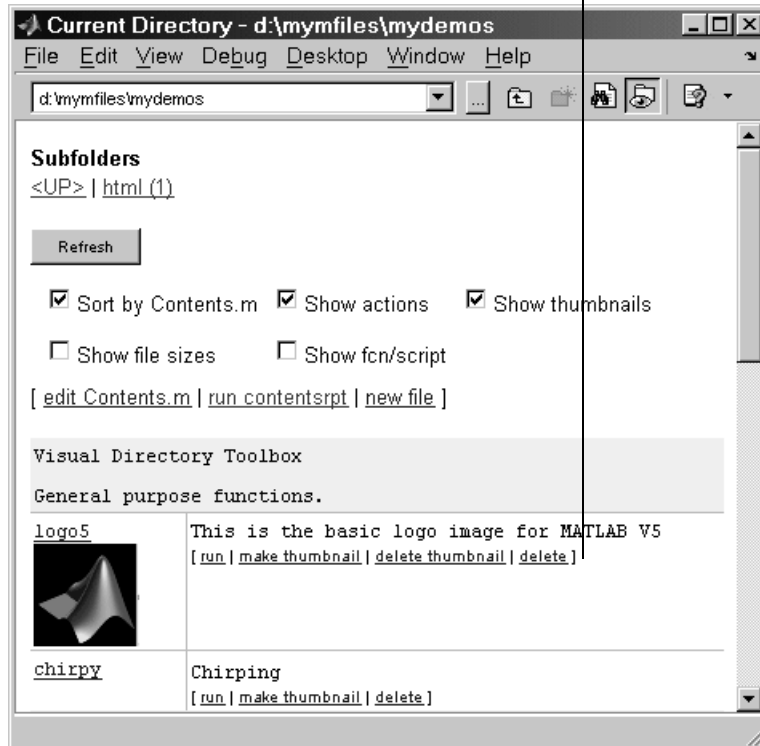 Current Directory - d:\mymfiles\mydemos
File Edit View Debug Desktop Window Help
d:\mymfiles\mydemos ...
Subfolders
<UP> | html (1)
Refresh
Sort by Contents.m Show actions Show thumbnails
Show file sizes Show fcn/script
[ edit Contents.m | run contentsrpt | new file ]
Visual Directory Toolbox
General purpose functions.
logo5 This is the basic logo image for MATLAB V5
[ run | make thumbnail | delete thumbnail | delete ]
chirpy Chirping
[ run | make thumbnail | delete ]